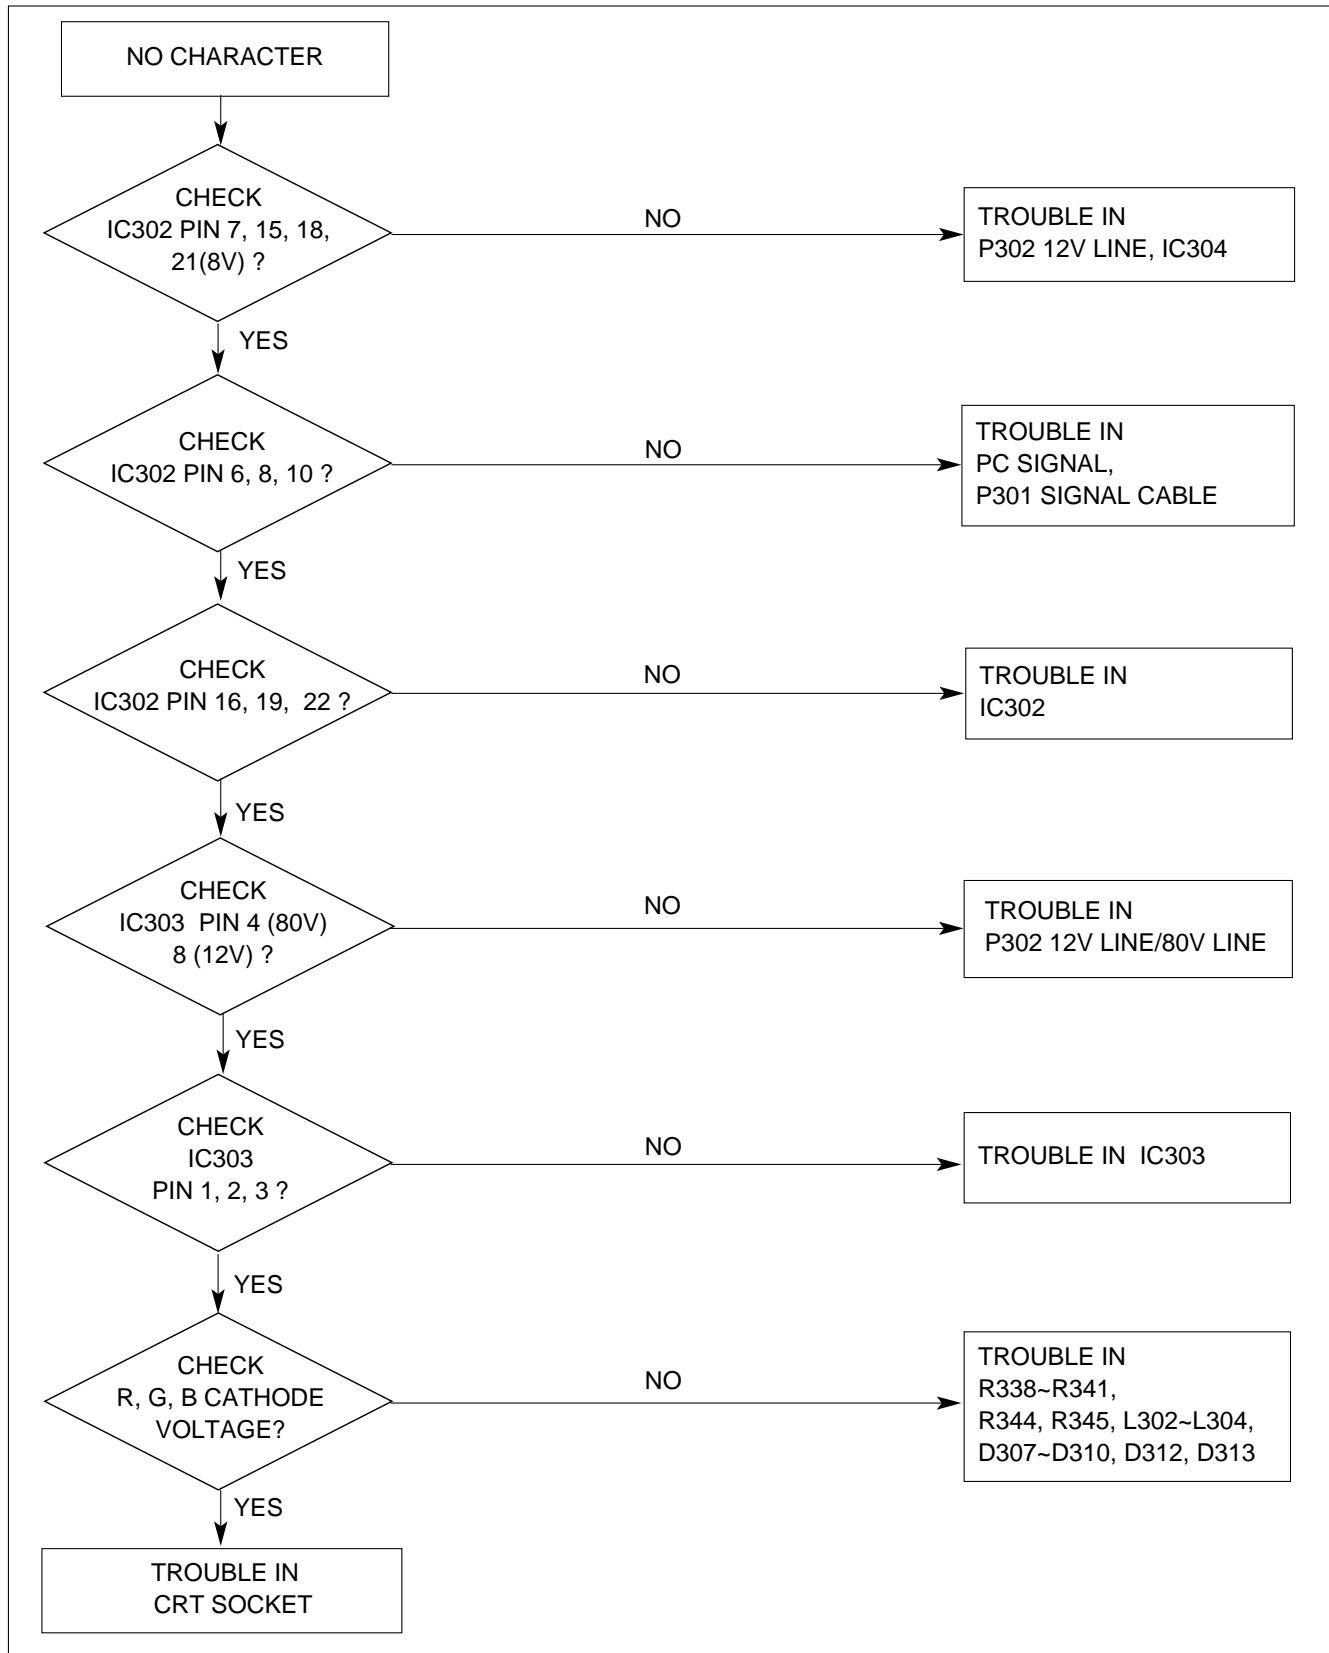 NO CHARACTER
CHECK
IC302 PIN 7, 15, 18,
21(8V) ?
NO
TROUBLE IN
P302 12V LINE, IC304
YES
CHECK
IC302 PIN 6, 8, 10 ?
NO
TROUBLE IN
PC SIGNAL,
P301 SIGNAL CABLE
YES
CHECK
IC302 PIN 16, 19, 22 ?
NO
TROUBLE IN
IC302
YES
CHECK
IC303 PIN 4 (80V)
8 (12V) ?
NO
TROUBLE IN
P302 12V LINE/80V LINE
YES
CHECK
IC303
PIN 1, 2, 3 ?
NO
TROUBLE IN IC303
YES
CHECK
R, G, B CATHODE
VOLTAGE?
NO
TROUBLE IN
R338~R341,
R344, R345, L302~L304,
D307~D310, D312, D313
YES
TROUBLE IN
CRT SOCKET